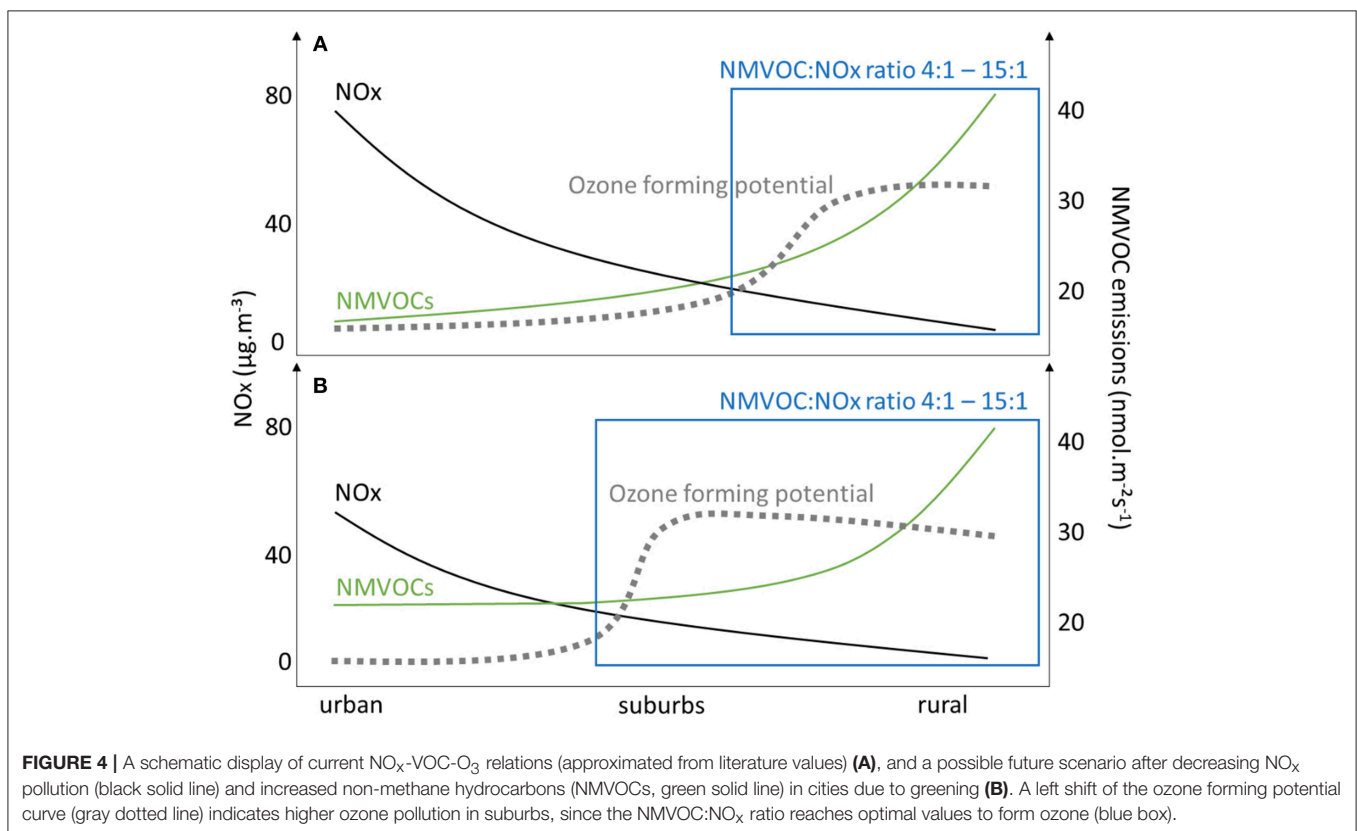 A
NMVOC:NOx ratio 4:1 – 15:1
NOx
80
40
Ozone forming potential
30
40
NMVOCs
20
0
NOx (µg.m⁻³)
NMVOC emissions (nmol.m⁻²s⁻¹)
B
NMVOC:NOx ratio 4:1 – 15:1
80
40
NOx
Ozone forming potential
40
30
NMVOCs
20
0
urban suburbs rural
FIGURE 4 | A schematic display of current NOₓ-VOC-O₃ relations (approximated from literature values) (A), and a possible future scenario after decreasing NOₓ
pollution (black solid line) and increased non-methane hydrocarbons (NMVOCs, green solid line) in cities due to greening (B). A left shift of the ozone forming potential
curve (gray dotted line) indicates higher ozone pollution in suburbs, since the NMVOC:NOₓ ratio reaches optimal values to form ozone (blue box).